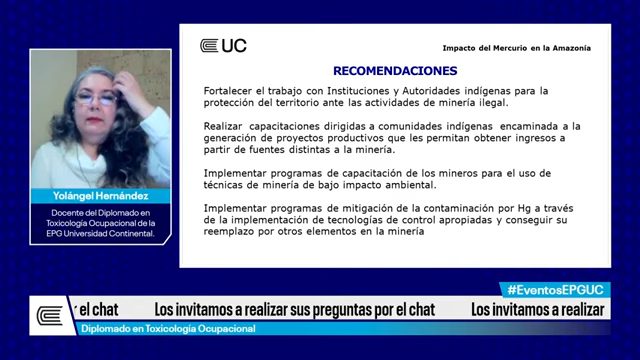 UC
Impacto del Mercurio en la Amazonía
RECOMENDACIONES
Fortalecer el trabajo con Instituciones y Autoridades indígenas para la
protección del territorio ante las actividades de minería ilegal.
Realizar capacitaciones dirigidas a comunidades indígenas encaminada a la
generación de proyectos productivos que les permitan obtener ingresos a
partir de fuentes distintas a la minería.
Implementar programas de capacitación de los mineros para el uso de
técnicas de minería de bajo impacto ambiental.
Implementar programas de mitigación de la contaminación por Hg a través
de la implementación de tecnologías de control apropiadas y conseguir su
reemplazo por otros elementos en la minería
Yolángel Hernández
Docente del Diplomado en
Toxicología Ocupacional de la
EPG Universidad Continental.
#EventosEPGUC
r el chat Los invitamos a realizar sus preguntas por el chat Los invitamos a realizar
Diplomado en Toxicología Ocupacional